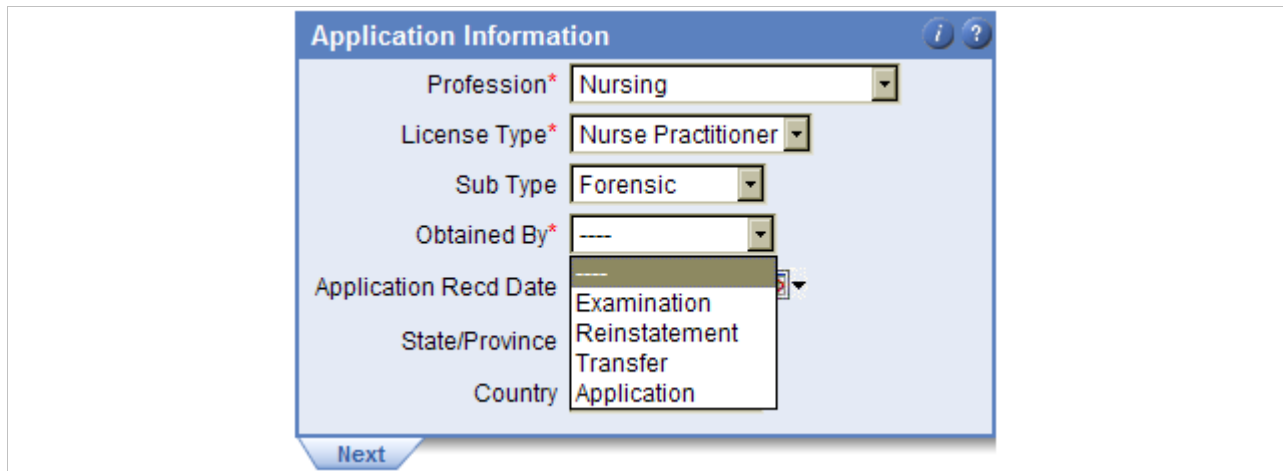 Application Information i ?
Profession* Nursing
License Type* Nurse Practitioner
Sub Type Forensic
Obtained By* ----
----
Application Recd Date
Examination
State/Province
Reinstatement
Transfer
Country
Application
Next